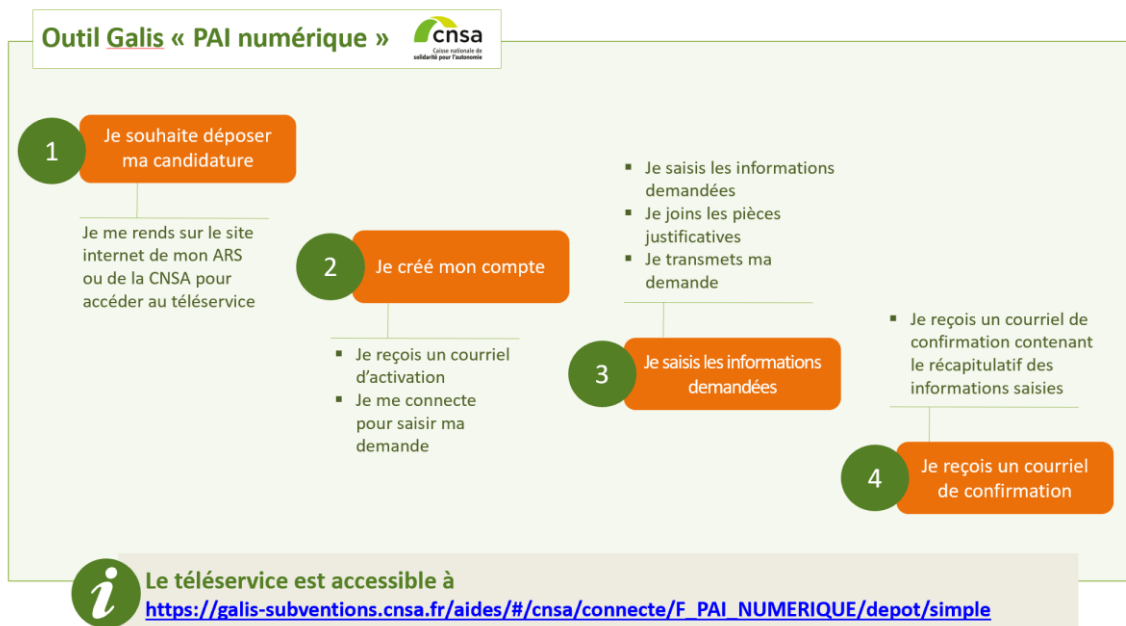 Outil Galis « PAI numérique »
cnsa
Caisse nationale de
solidarité pour l'autonomie
1
Je souhaite déposer
ma candidature
Je me rends sur le site
internet de mon ARS
ou de la CNSA pour
accéder au téléservice
2
Je créé mon compte
▪ Je reçois un courriel
d'activation
▪ Je me connecte
pour saisir ma
demande
▪ Je saisis les informations
demandées
▪ Je joins les pièces
justificatives
▪ Je transmets ma
demande
3
Je saisis les informations
demandées
▪ Je reçois un courriel de
confirmation contenant
le récapitulatif des
informations saisies
4
Je reçois un courriel
de confirmation
i
Le téléservice est accessible à
https://galis-subventions.cnsa.fr/aides/#/cnsa/connecte/F_PAI_NUMERIQUE/depot/simple